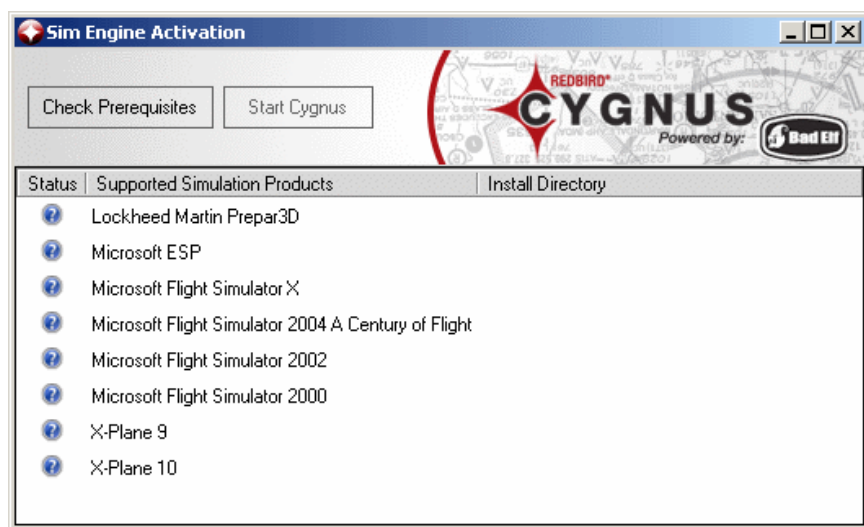 Sim Engine Activation
Check Prerequisites
Start Cygnus
REDBIRD
CYGNUS
Powered by:
Bad Elf
Status
Supported Simulation Products
Install Directory
Lockheed Martin Prepar3D
Microsoft ESP
Microsoft Flight Simulator X
Microsoft Flight Simulator 2004 A Century of Flight
Microsoft Flight Simulator 2002
Microsoft Flight Simulator 2000
X-Plane 9
X-Plane 10